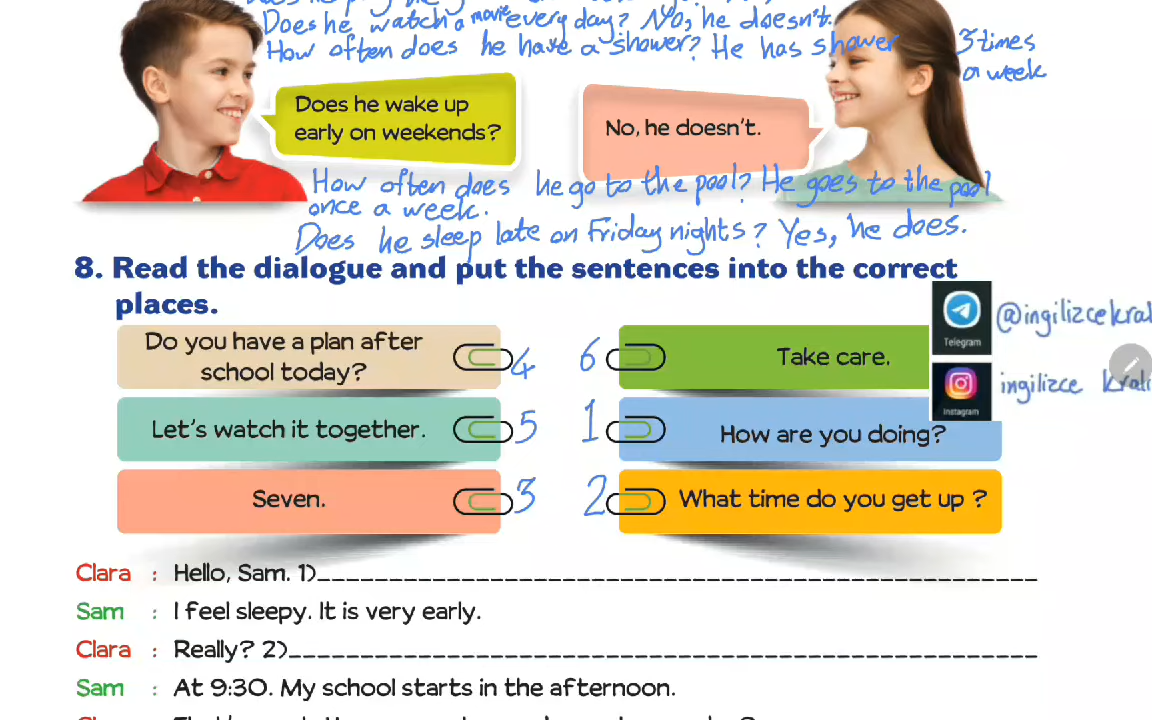 Does he watch a movie every day? No, he doesn't.
How often does he have a shower? He has shower 3 times
a week
Does he wake up
early on weekends?
No, he doesn't.
How often does he go to the pool? He goes to the pool
once a week.
Does he sleep late on Friday nights? Yes, he does.
8. Read the dialogue and put the sentences into the correct
places.
@ingilizcekral
Telegram
ingilizce kralı
Instagram
Do you have a plan after
school today?
4
6
Take care.
Let's watch it together.
5
1
How are you doing?
Seven.
3
2
What time do you get up ?
Clara : Hello, Sam. 1)____________________
Sam : I feel sleepy. It is very early.
Clara : Really? 2)____________________
Sam : At 9:30. My school starts in the afternoon.